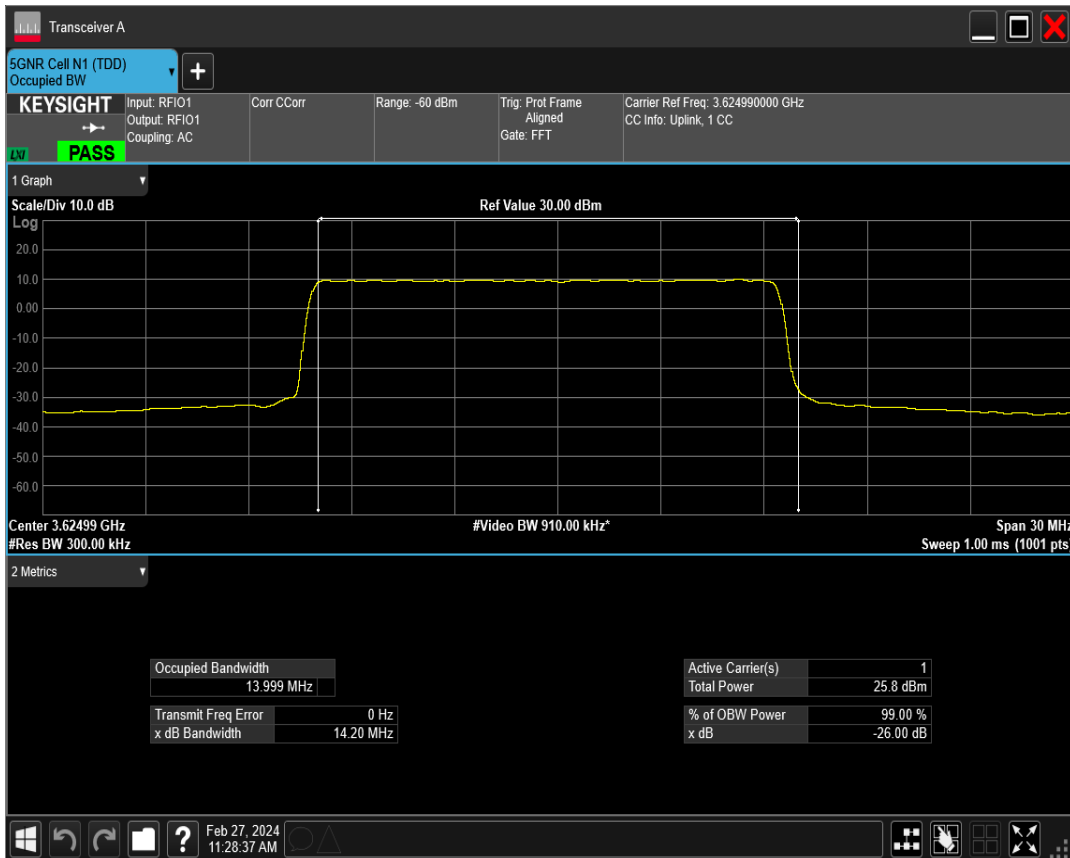 Transceiver A
5GNR Cell N1 (TDD)
Occupied BW
+
KEYSIGHT
LXI
PASS
Input: RFIO1
Output: RFIO1
Coupling: AC
Corr CCorr
Range: -60 dBm
Trig: Prot Frame
Aligned
Gate: FFT
Carrier Ref Freq: 3.624990000 GHz
CC Info: Uplink, 1 CC
1 Graph
Scale/Div 10.0 dB
Ref Value 30.00 dBm
Log
20.0
10.0
0.00
-10.0
-20.0
-30.0
-40.0
-50.0
-60.0
Center 3.62499 GHz
#Video BW 910.00 kHz*
Span 30 MHz
#Res BW 300.00 kHz
Sweep 1.00 ms (1001 pts)
2 Metrics
Occupied Bandwidth
13.999 MHz
Transmit Freq Error 0 Hz
x dB Bandwidth 14.20 MHz
Active Carrier(s) 1
Total Power 25.8 dBm
% of OBW Power 99.00 %
x dB -26.00 dB
?
Feb 27, 2024
11:28:37 AM